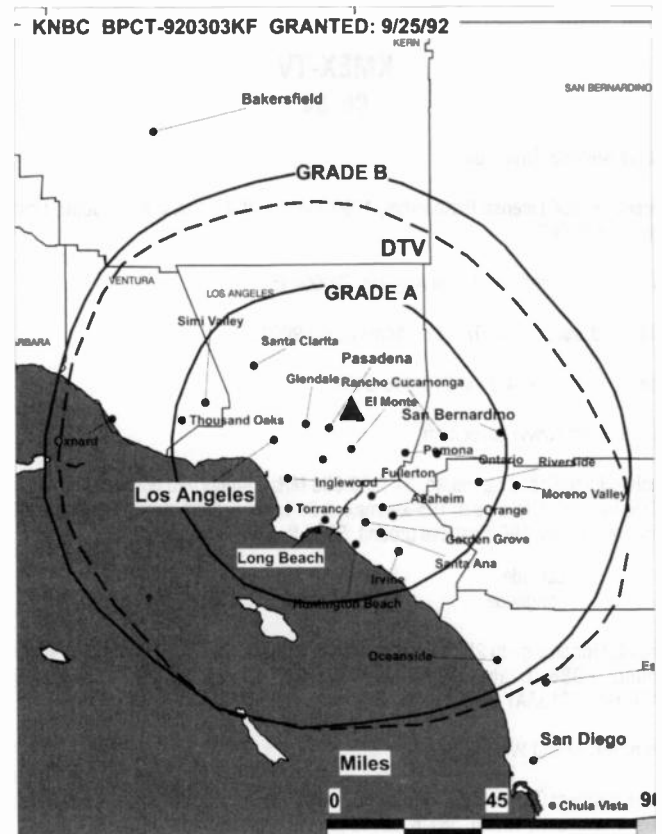 KNBC BPCT-920303KF GRANTED: 9/25/92
KERN
SAN BERNARDINO
Bakersfield
GRADE B
DTV
VENTURA
LOS ANGELES
GRADE A
Simi Valley
Santa Clarita
Pasadena
Glendale
Rancho Cucamonga
El Monte
San Bernardino
Thousand Oaks
Oxnard
Pomona
Ontario
Riverside
Fullerton
Inglewood
Moreno Valley
Los Angeles
Anaheim
Torrance
Orange
Garden Grove
Long Beach
Santa Ana
Irvine
Huntington Beach
Oceanside
San Diego
Miles
0 45
Chula Vista
KMEX-TV